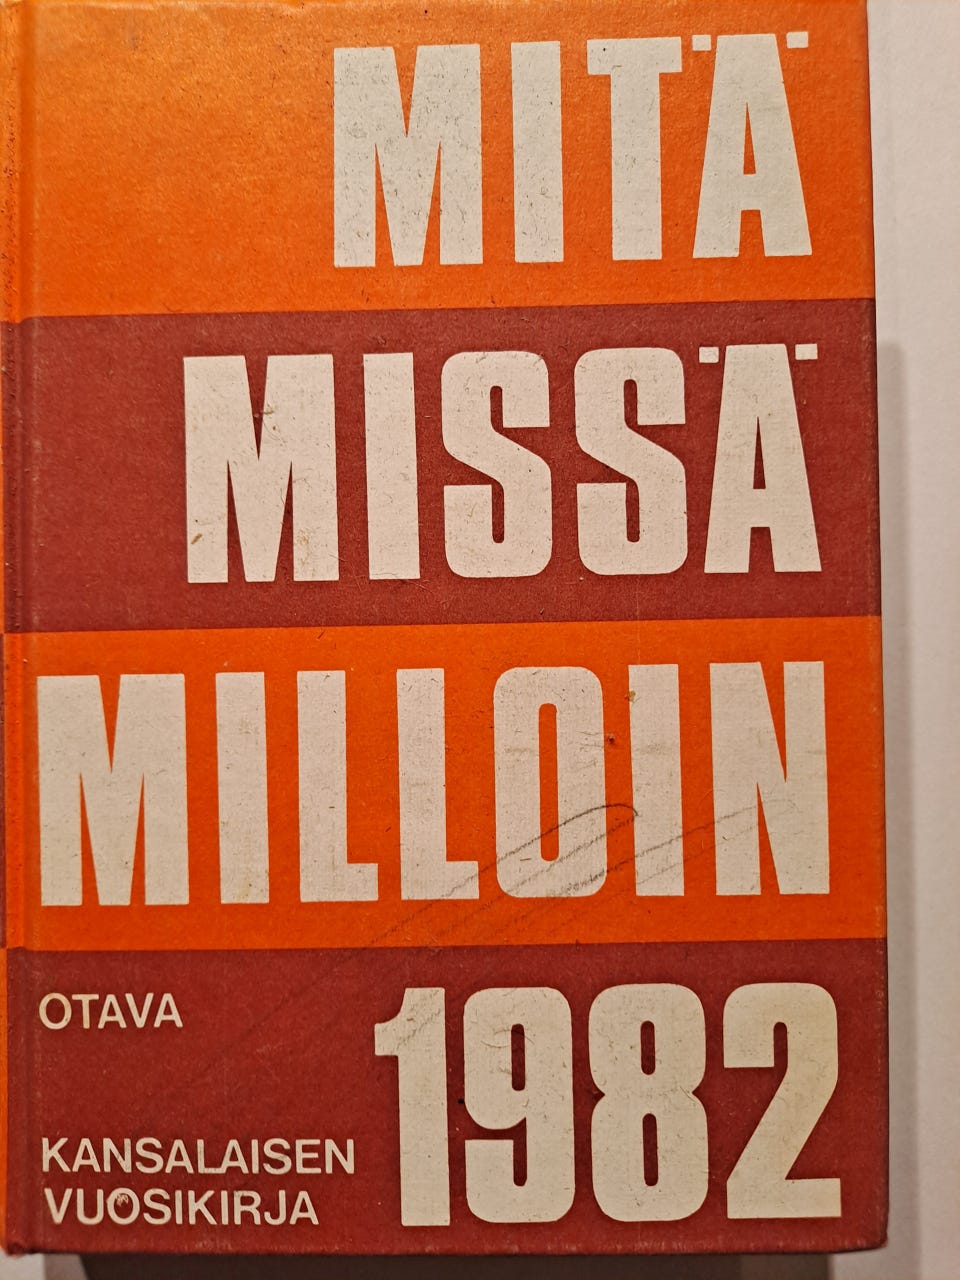 MITÄ
MISSÄ
MILLOIN
OTAVA
1982
KANSALAISEN
VUOSIKIRJA